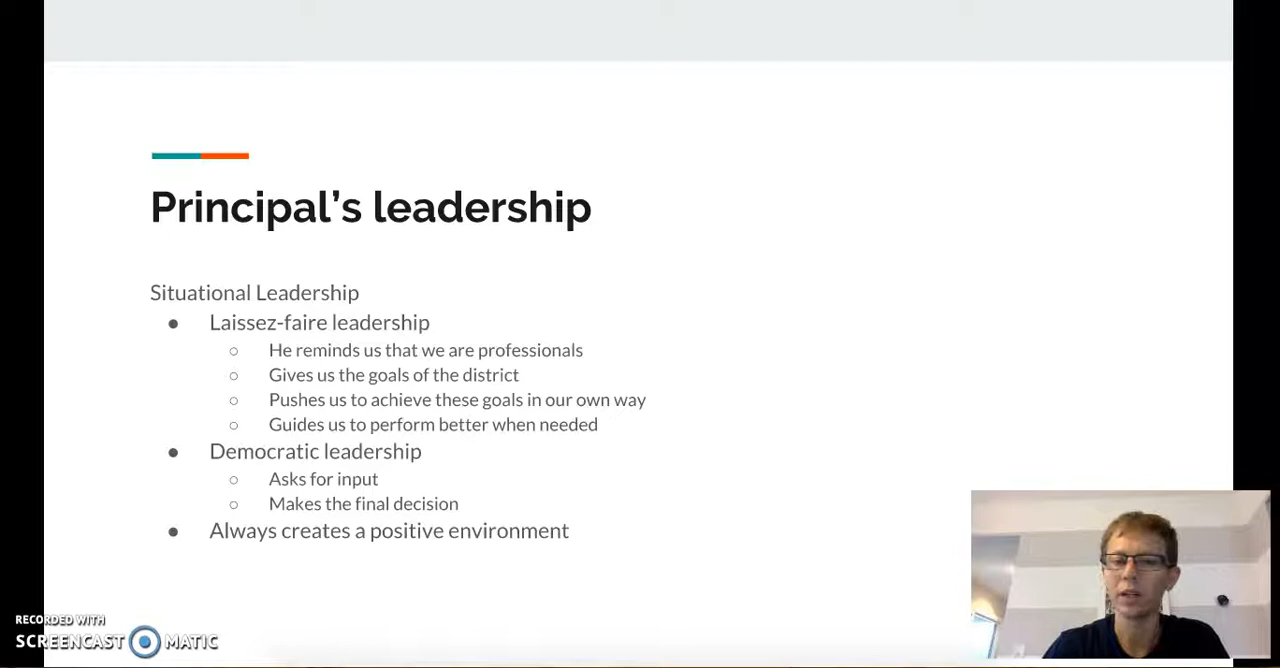 Principal’s leadership
Situational Leadership
● Laissez-faire leadership
○ He reminds us that we are professionals
○ Gives us the goals of the district
○ Pushes us to achieve these goals in our own way
○ Guides us to perform better when needed
● Democratic leadership
○ Asks for input
○ Makes the final decision
● Always creates a positive environment
RECORDED WITH
SCREENCAST MATIC